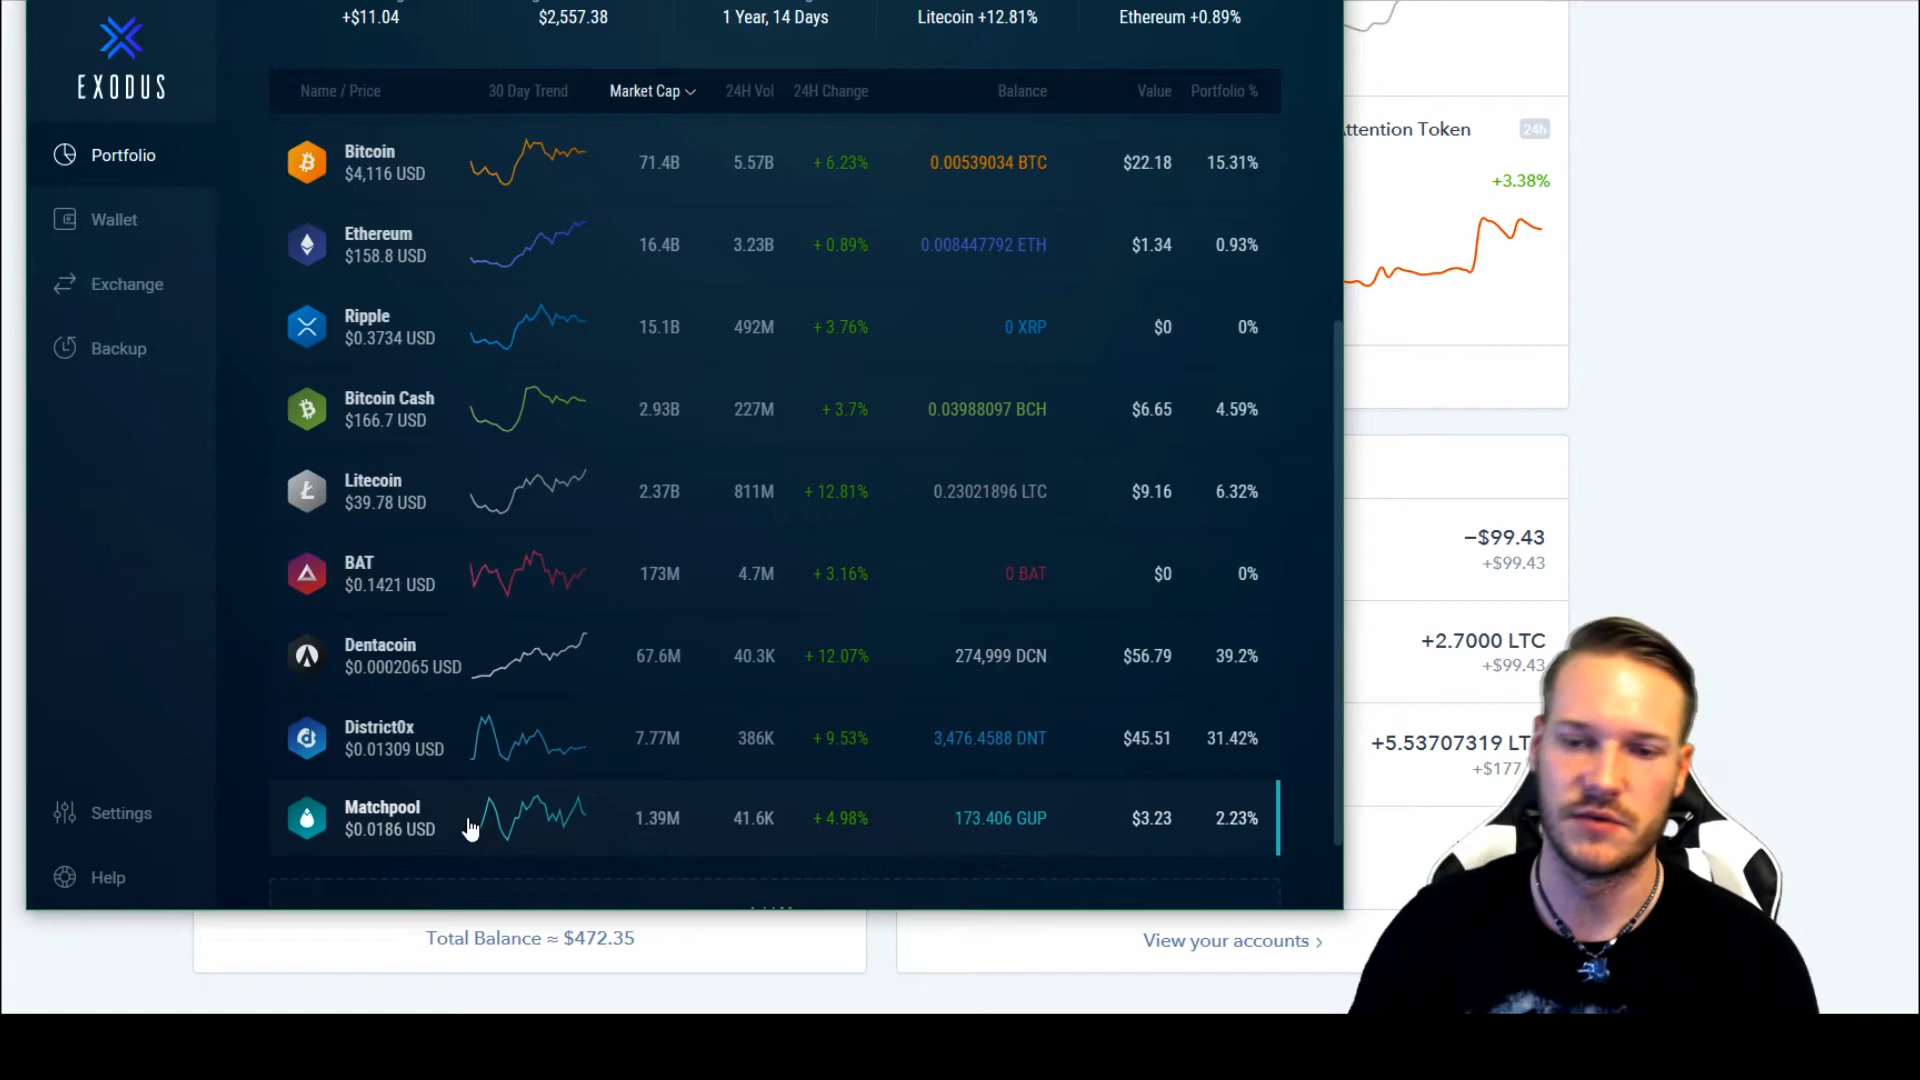 +$11.04 $2,557.38 1 Year, 14 Days Litecoin +12.81% Ethereum +0.89%
EXODUS
Portfolio
Wallet
Exchange
Backup
Settings
Help
Name / Price 30 Day Trend Market Cap 24H Vol 24H Change Balance Value Portfolio %
Bitcoin
$4,116 USD 71.4B 5.57B + 6.23% 0.00539034 BTC $22.18 15.31%
Ethereum
$158.8 USD 16.4B 3.23B + 0.89% 0.008447792 ETH $1.34 0.93%
Ripple
$0.3734 USD 15.1B 492M + 3.76% 0 XRP $0 0%
Bitcoin Cash
$166.7 USD 2.93B 227M + 3.7% 0.03988097 BCH $6.65 4.59%
Litecoin
$39.78 USD 2.37B 811M + 12.81% 0.23021896 LTC $9.16 6.32%
BAT
$0.1421 USD 173M 4.7M + 3.16% 0 BAT $0 0%
Dentacoin
$0.0002065 USD 67.6M 40.3K + 12.07% 274,999 DCN $56.79 39.2%
District0x
$0.01309 USD 7.77M 386K + 9.53% 3,476.4588 DNT $45.51 31.42%
Matchpool
$0.0186 USD 1.39M 41.6K + 4.98% 173.406 GUP $3.23 2.23%
ttention Token 24h
+3.38%
−$99.43
+$99.43
+2.7000 LTC
+$99.43
+5.53707319 LT
+$177
Total Balance ≈ $472.35
View your accounts ›